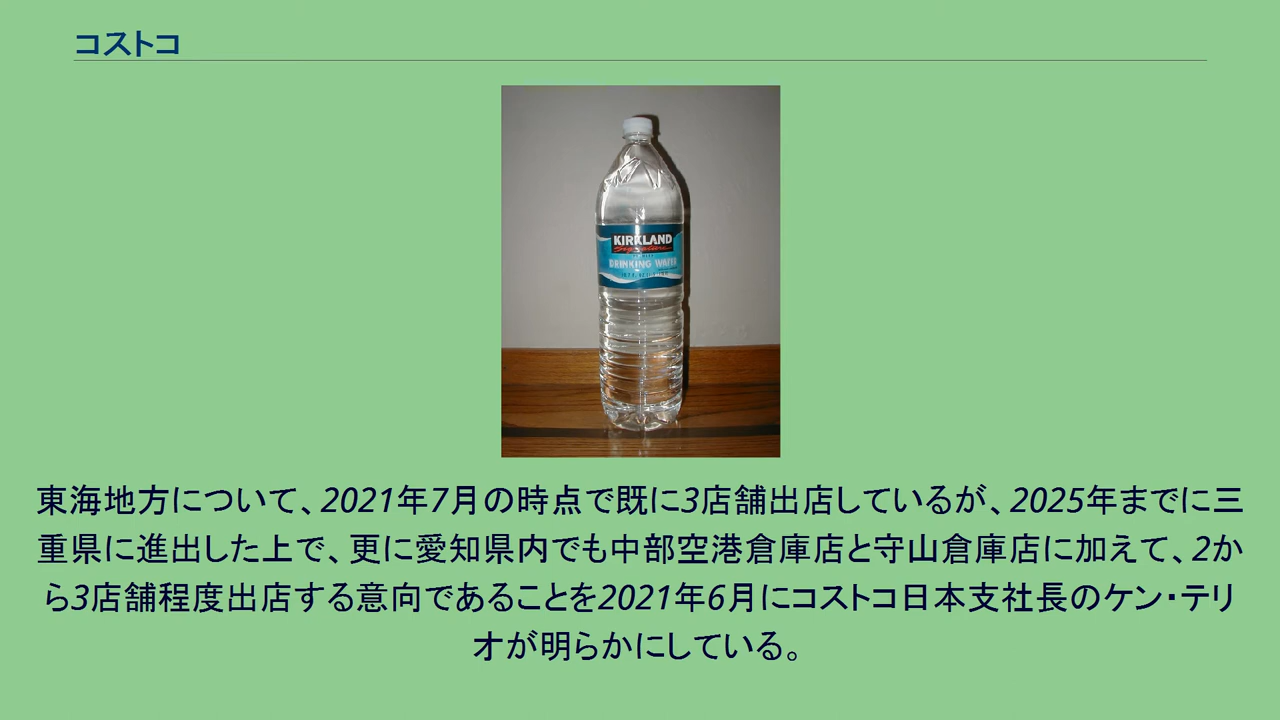 コストコ
KIRKLAND
Signature
DRINKING WATER
東海地方について、2021年7月の時点で既に3店舗出店しているが、2025年までに三
重県に進出した上で、更に愛知県内でも中部空港倉庫店と守山倉庫店に加えて、2か
ら3店舗程度出店する意向であることを2021年6月にコストコ日本支社長のケン・テリ
オが明らかにしている。